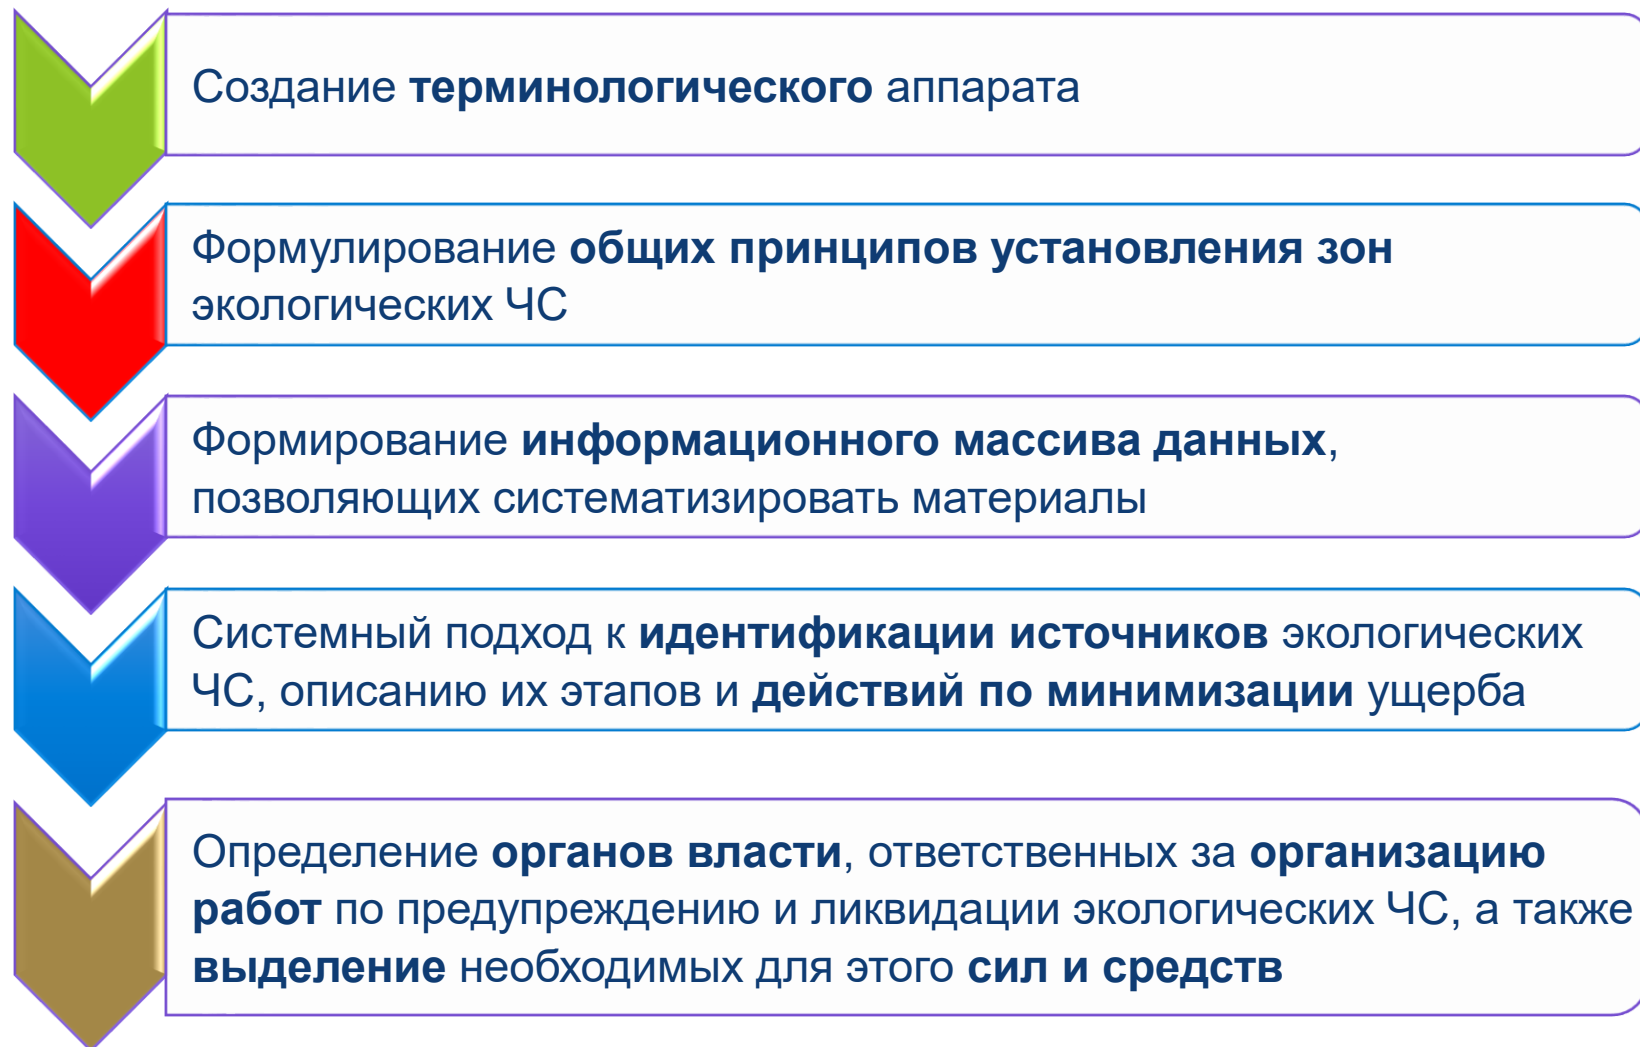 Создание терминологического аппарата
Формулирование общих принципов установления зон
экологических ЧС
Формирование информационного массива данных,
позволяющих систематизировать материалы
Системный подход к идентификации источников экологических
ЧС, описанию их этапов и действий по минимизации ущерба
Определение органов власти, ответственных за организацию
работ по предупреждению и ликвидации экологических ЧС, а также
выделение необходимых для этого сил и средств